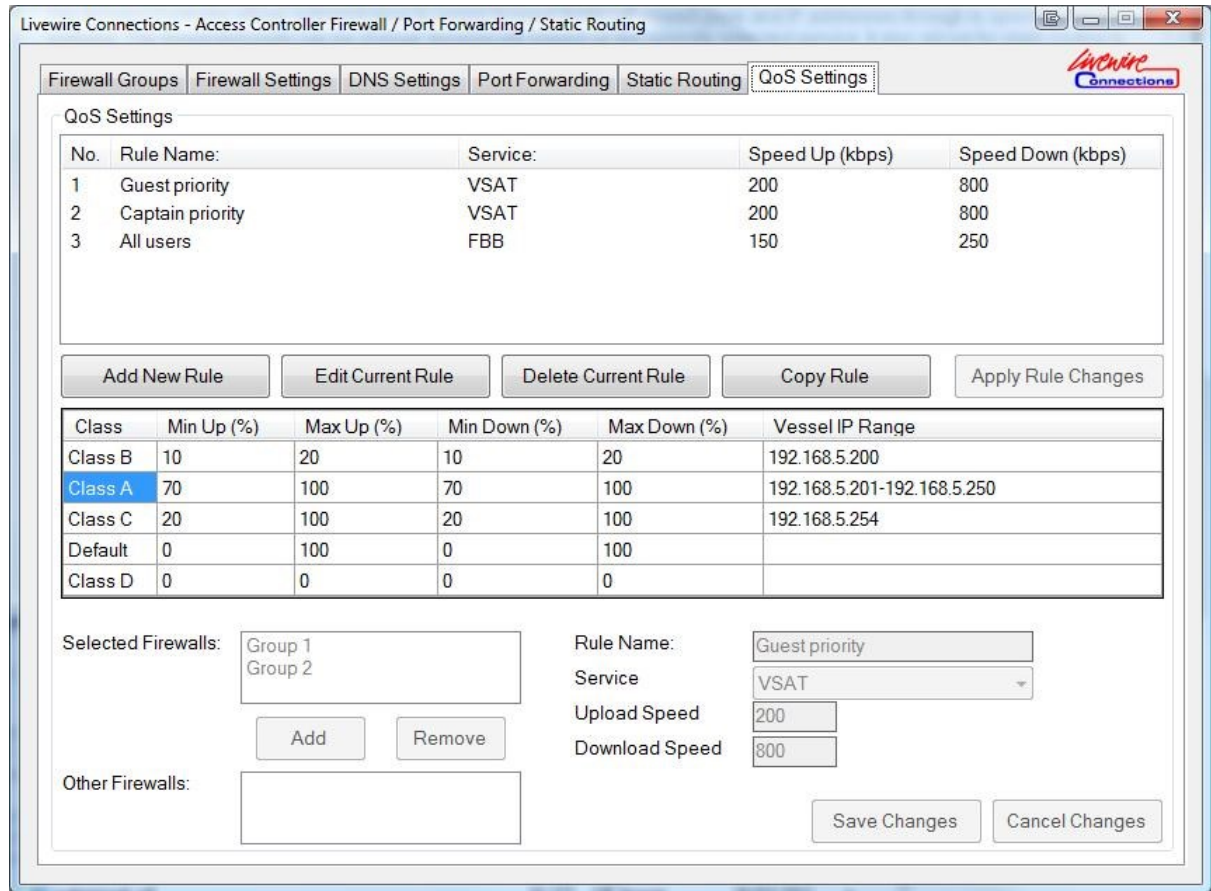 Livewire Connections - Access Controller Firewall / Port Forwarding / Static Routing
Livewire Connections
Firewall Groups Firewall Settings DNS Settings Port Forwarding Static Routing QoS Settings
QoS Settings
No. Rule Name: Service: Speed Up (kbps) Speed Down (kbps)
1 Guest priority VSAT 200 800
2 Captain priority VSAT 200 800
3 All users FBB 150 250
Add New Rule Edit Current Rule Delete Current Rule Copy Rule Apply Rule Changes
Class Min Up (%) Max Up (%) Min Down (%) Max Down (%) Vessel IP Range
Class B 10 20 10 20 192.168.5.200
Class A 70 100 70 100 192.168.5.201-192.168.5.250
Class C 20 100 20 100 192.168.5.254
Default 0 100 0 100
Class D 0 0 0 0
Selected Firewalls: Group 1 Rule Name: Guest priority
Group 2 Service VSAT
Upload Speed 200
Add Remove Download Speed 800
Other Firewalls:
Save Changes Cancel Changes